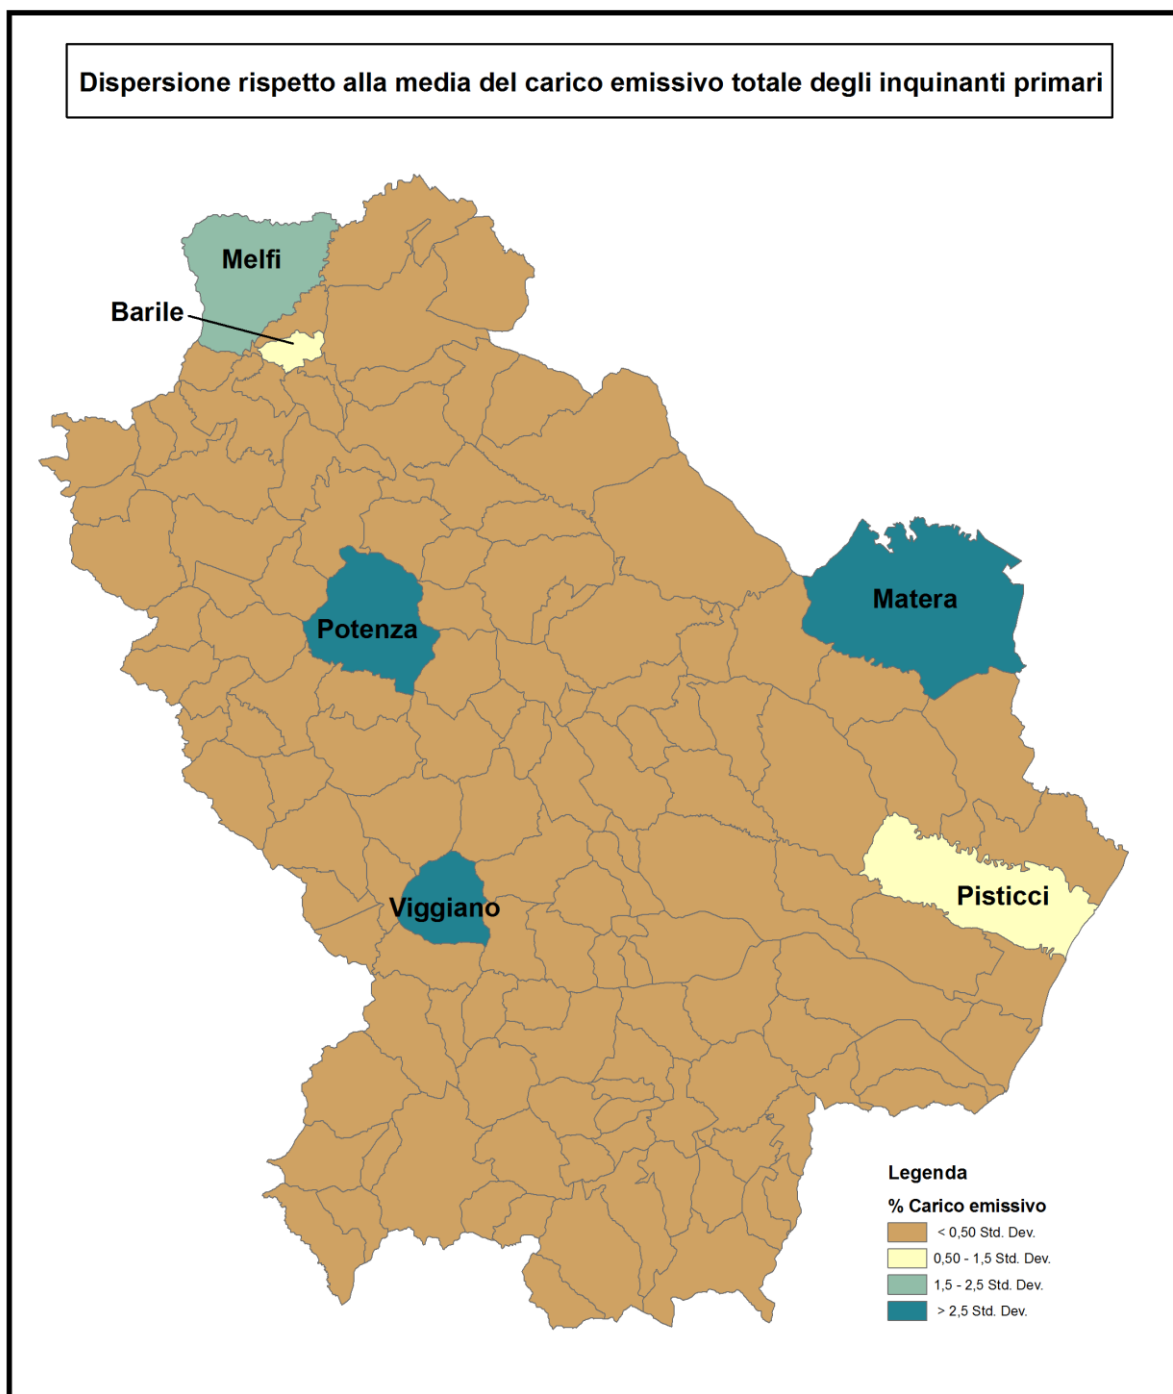 Dispersione rispetto alla media del carico emissivo totale degli inquinanti primari
Melfi
Barile
Matera
Potenza
Pisticci
Viggiano
Legenda
% Carico emissivo
< 0,50 Std. Dev.
0,50 - 1,5 Std. Dev.
1,5 - 2,5 Std. Dev.
> 2,5 Std. Dev.